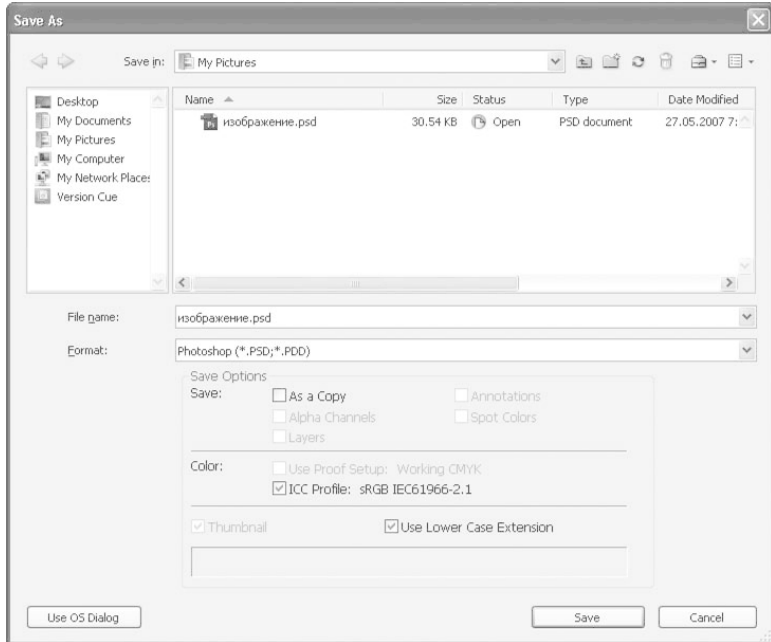 Save As
Save in: My Pictures
Desktop
My Documents
My Pictures
My Computer
My Network Place:
Version Cue
Name Size Status Type Date Modified
изображение.psd 30.54 KB Open PSD document 27.05.2007 7:
File name: изображение.psd
Format: Photoshop (*.PSD;*.PDD)
Save Options
Save: As a Copy Annotations
Alpha Channels Spot Colors
Layers
Color: Use Proof Setup: Working CMYK
ICC Profile: sRGB IEC61966-2.1
Thumbnail Use Lower Case Extension
Use OS Dialog Save Cancel